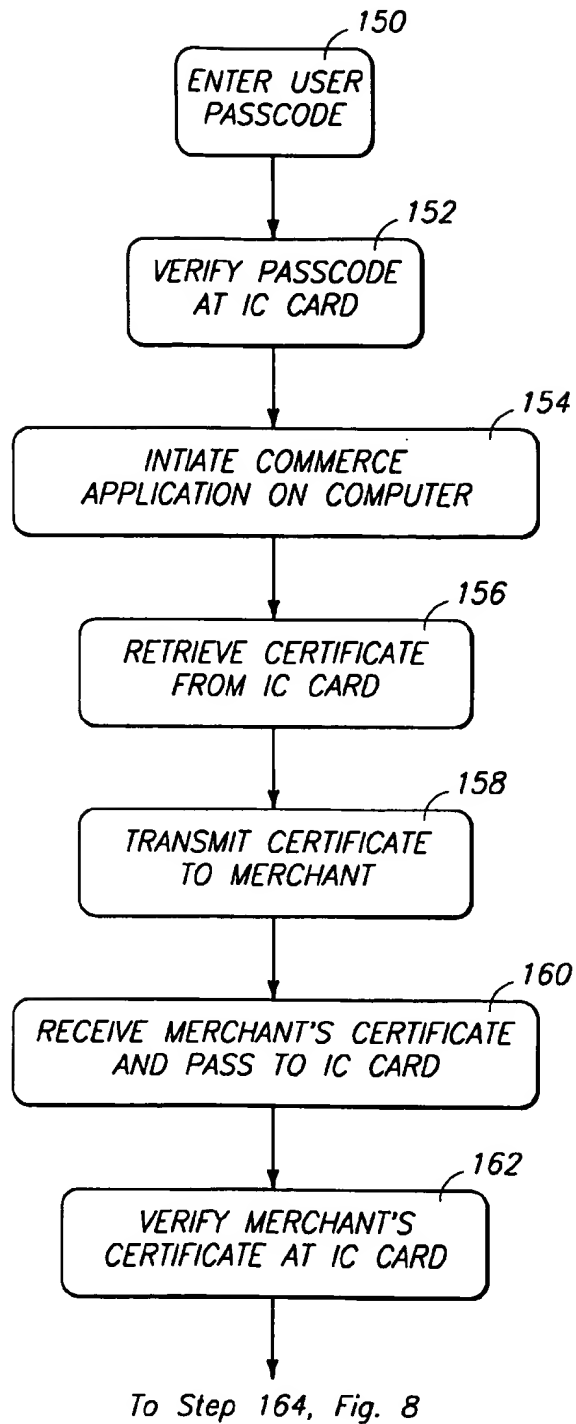 150
ENTER USER
PASSCODE
152
VERIFY PASSCODE
AT IC CARD
154
INTIATE COMMERCE
APPLICATION ON COMPUTER
156
RETRIEVE CERTIFICATE
FROM IC CARD
158
TRANSMIT CERTIFICATE
TO MERCHANT
160
RECEIVE MERCHANT'S CERTIFICATE
AND PASS TO IC CARD
162
VERIFY MERCHANT'S
CERTIFICATE AT IC CARD
To Step 164, Fig. 8